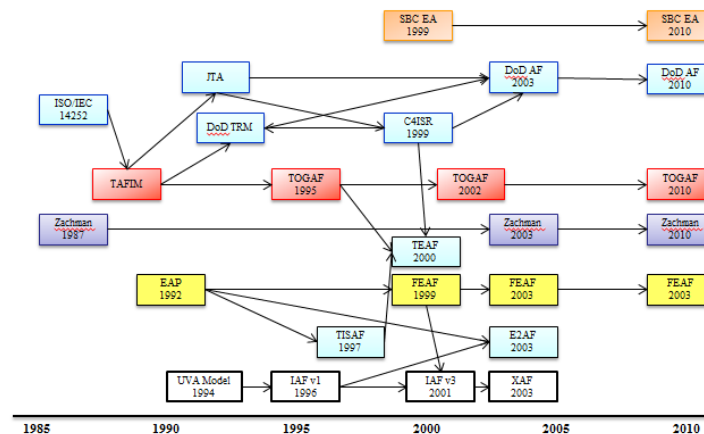 SBC EA
1999
SBC EA
2010
JTA
DoD AF
2003
DoD AF
2010
ISO/IEC
14252
DoD TRM
C4ISR
1999
TAFIM
TOGAF
1995
TOGAF
2002
TOGAF
2010
Zachman
1987
Zachman
2003
Zachman
2010
TEAF
2000
EAP
1992
FEAF
1999
FEAF
2003
FEAF
2003
TISAF
1997
E2AF
2003
UVA Model
1994
IAF v1
1996
IAF v3
2001
XAF
2003
1985
1990
1995
2000
2005
2010